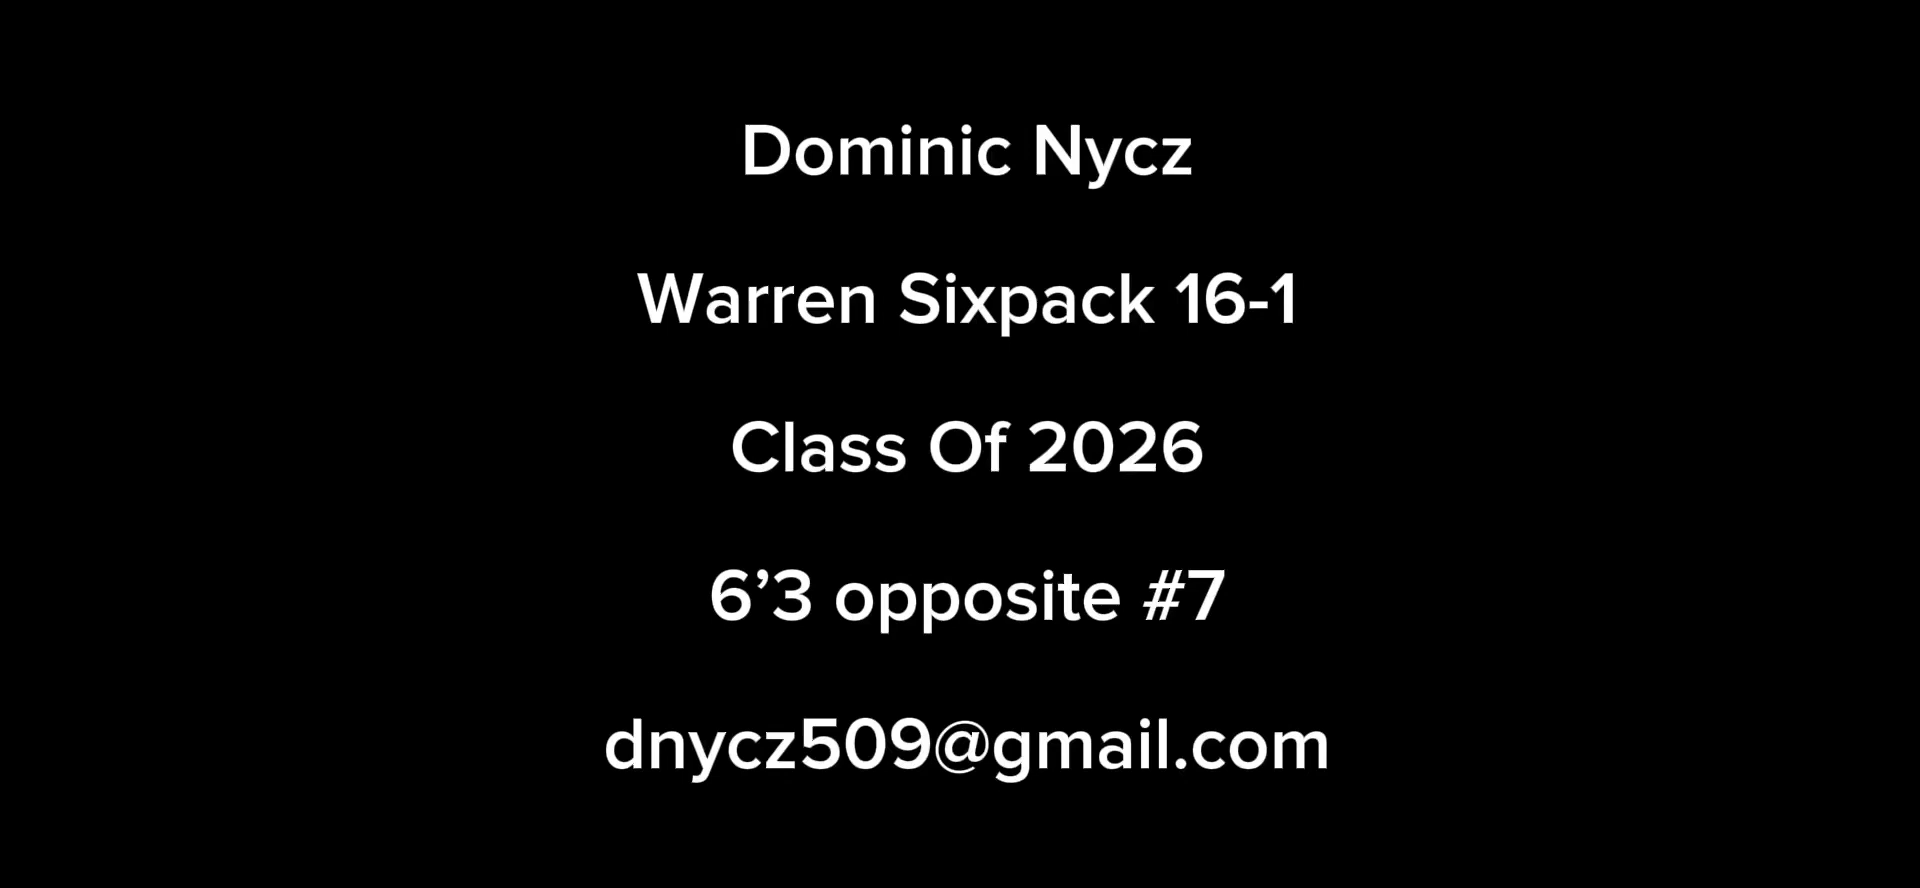 Dominic Nycz
Warren Sixpack 16-1
Class Of 2026
6’3 opposite #7
dnycz509@gmail.com